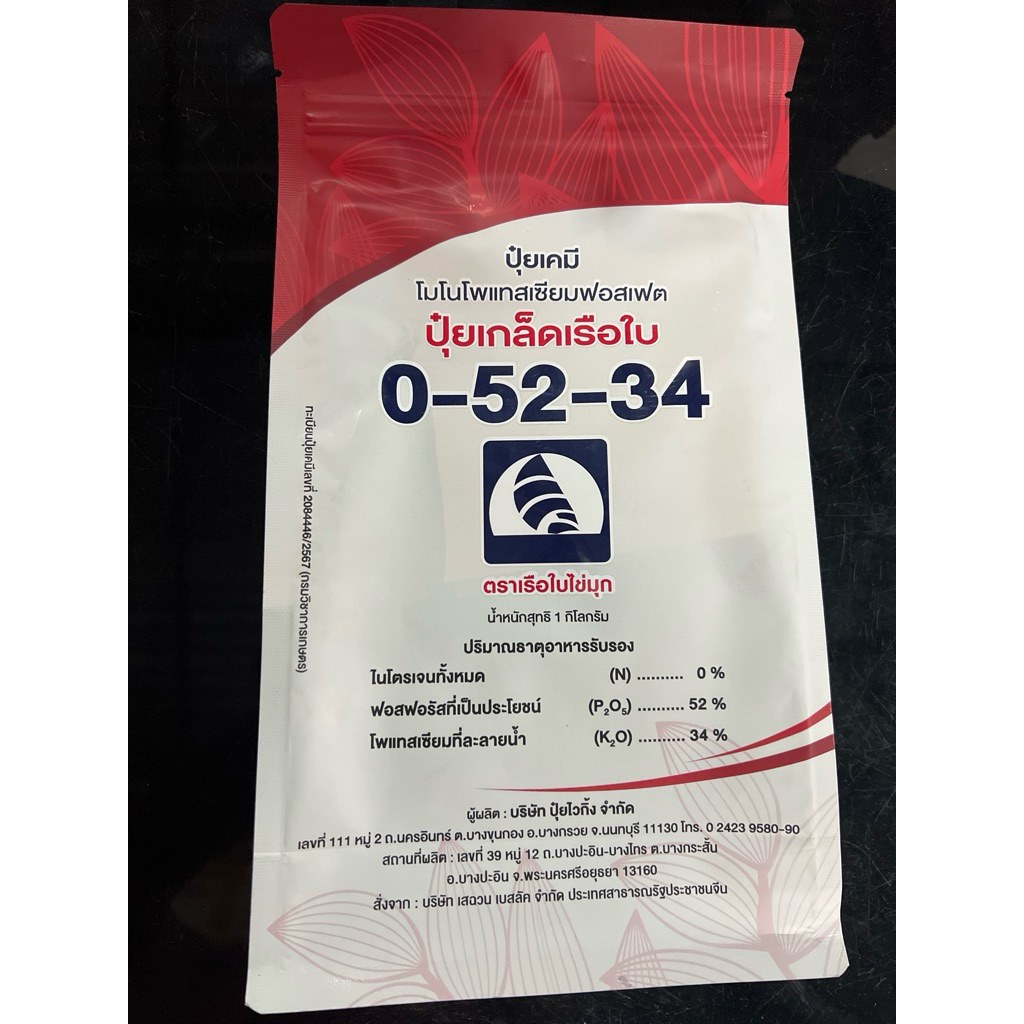 ปุ๋ยเคมี
โมโนโพแทสเซียมฟอสเฟต
ปุ๋ยเกล็ดเรือใบ
0-52-34
ทะเบียนปุ๋ยเคมีเลขที่ 2084446/2567 (กรมวิชาการเกษตร)
ตราเรือใบไข่มุก
น้ำหนักสุทธิ 1 กิโลกรัม
ปริมาณธาตุอาหารรับรอง
ไนโตรเจนทั้งหมด (N) .......... 0 %
ฟอสฟอรัสที่เป็นประโยชน์ (P₂O₅) .......... 52 %
โพแทสเซียมที่ละลายน้ำ (K₂O) .......... 34 %
ผู้ผลิต : บริษัท ปุ๋ยไวกิ้ง จำกัด
เลขที่ 111 หมู่ 2 ถ.นครอินทร์ ต.บางขุนกอง อ.บางกรวย จ.นนทบุรี 11130 โทร. 0 2423 9580-90
สถานที่ผลิต : เลขที่ 39 หมู่ 12 ถ.บางปะอิน-บางไทร ต.บางกระสั้น
อ.บางปะอิน จ.พระนครศรีอยุธยา 13160
สั่งจาก : บริษัท เสฉวน เบสลัค จำกัด ประเทศสาธารณรัฐประชาชนจีน